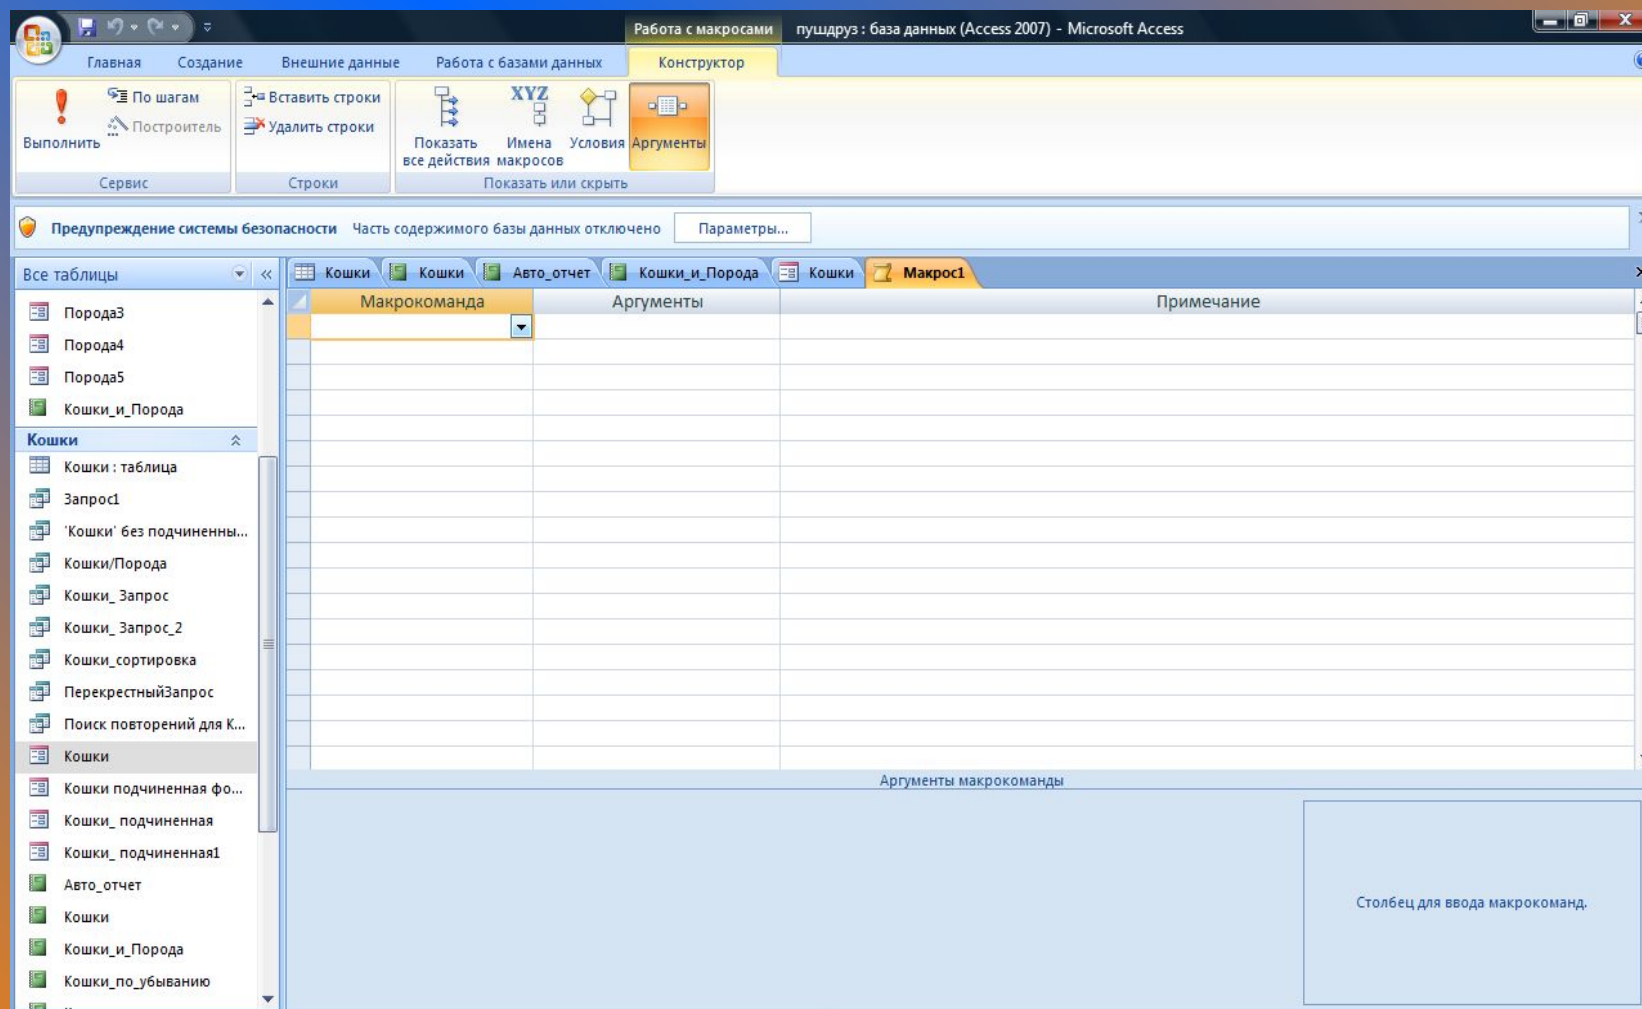 Работа с макросами
пушдруз : база данных (Access 2007) - Microsoft Access
Главная Создание Внешние данные Работа с базами данных Конструктор
Выполнить
По шагам
Построитель
Сервис
Вставить строки
Удалить строки
Строки
Показать все действия
XYZ
Имена макросов
Условия
Аргументы
Показать или скрыть
Предупреждение системы безопасности Часть содержимого базы данных отключено Параметры...
Все таблицы
Порода3
Порода4
Порода5
Кошки_и_Порода
Кошки
Кошки : таблица
Запрос1
'Кошки' без подчиненны...
Кошки/Порода
Кошки_ Запрос
Кошки_ Запрос_2
Кошки_сортировка
ПерекрестныйЗапрос
Поиск повторений для К...
Кошки
Кошки подчиненная фо...
Кошки_ подчиненная
Кошки_ подчиненная1
Авто_отчет
Кошки
Кошки_и_Порода
Кошки_по_убыванию
Кошки Кошки Авто_отчет Кошки_и_Порода Кошки Макрос1
Макрокоманда Аргументы Примечание
Аргументы макрокоманды
Столбец для ввода макрокоманд.